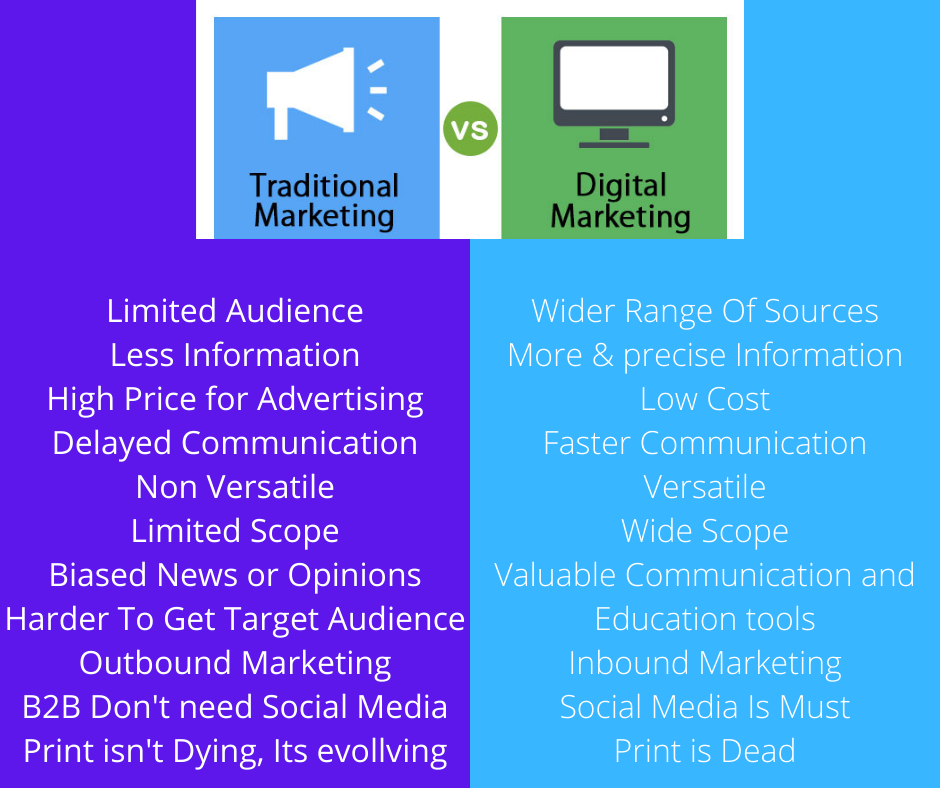 Traditional
Marketing
vs
Digital
Marketing
Limited Audience
Less Information
High Price for Advertising
Delayed Communication
Non Versatile
Limited Scope
Biased News or Opinions
Harder To Get Target Audience
Outbound Marketing
B2B Don't need Social Media
Print isn't Dying, Its evollving
Wider Range Of Sources
More & precise Information
Low Cost
Faster Communication
Versatile
Wide Scope
Valuable Communication and
Education tools
Inbound Marketing
Social Media Is Must
Print is Dead